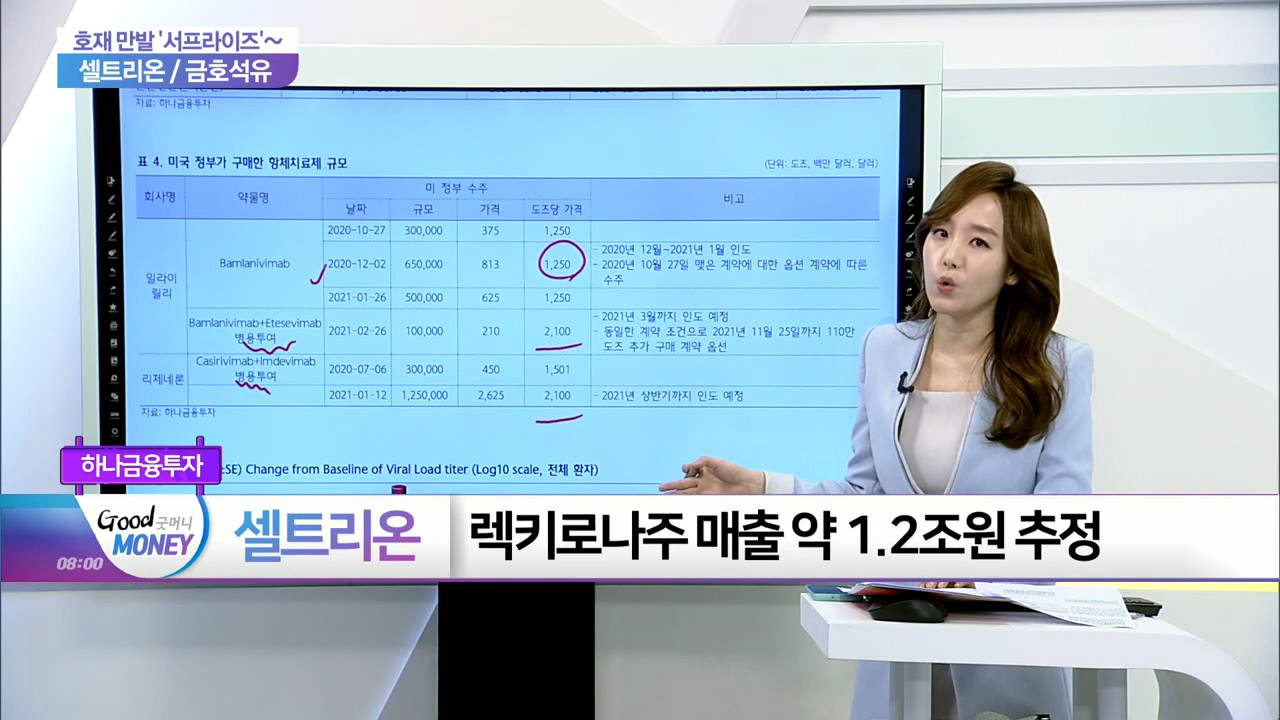 호재 만발 '서프라이즈'~
셀트리온 / 금호석유
자료: 하나금융투자
표 4. 미국 정부가 구매한 항체치료제 규모
(단위: 도즈, 백만 달러, 달러)
회사명 약물명 미 정부 수주 비고
날짜 규모 가격 도즈당 가격
일라이 릴리 Bamlanivimab 2020-10-27 300,000 375 1,250
2020-12-02 650,000 813 1,250 - 2020년 12월~2021년 1월 인도
- 2020년 10월 27일 맺은 계약에 대한 옵션 계약에 따른
수주
2021-01-26 500,000 625 1,250
Bamlanivimab+Etesevimab
병용투여 2021-02-26 100,000 210 2,100 - 2021년 3월까지 인도 예정
- 동일한 계약 조건으로 2021년 11월 25일까지 110만
도즈 추가 구매 계약 옵션
리제네론 Casirivimab+Imdevimab
병용투여 2020-07-06 300,000 450 1,501
2021-01-12 1,250,000 2,625 2,100 - 2021년 상반기까지 인도 예정
자료: 하나금융투자
하나금융투자
SE) Change from Baseline of Viral Load titer (Log10 scale, 전체 환자)
Good 굿머니
MONEY
08:00
셀트리온 렉키로나주 매출 약 1.2조원 추정